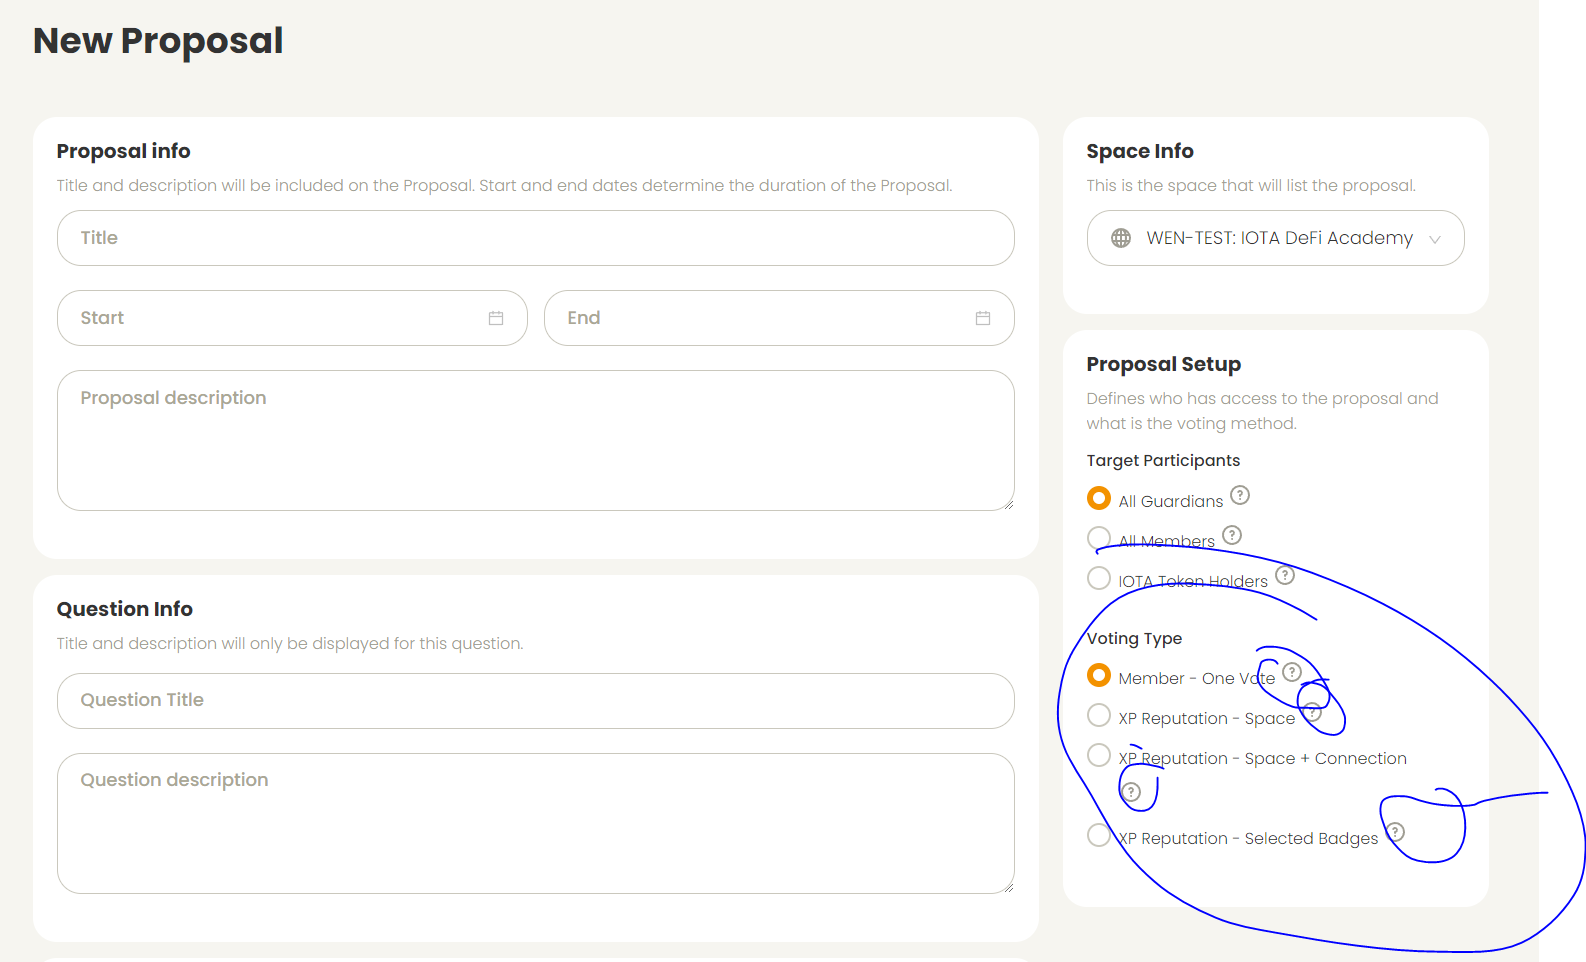 New Proposal
Proposal info
Title and description will be included on the Proposal. Start and end dates determine the duration of the Proposal.
Title
Start
End
Proposal description
Question Info
Title and description will only be displayed for this question.
Question Title
Question description
Space Info
This is the space that will list the proposal.
WEN-TEST: IOTA DeFi Academy
Proposal Setup
Defines who has access to the proposal and
what is the voting method.
Target Participants
All Guardians ?
All Members ?
IOTA Token Holders ?
Voting Type
Member - One Vote ?
XP Reputation - Space ?
XP Reputation - Space + Connection
?
XP Reputation - Selected Badges ?